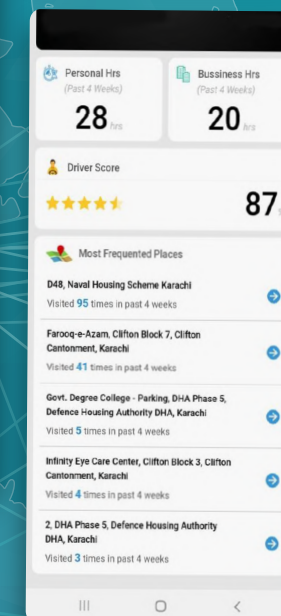 Personal Hrs
(Past 4 Weeks)
28 hrs
Bussiness Hrs
(Past 4 Weeks)
20 hrs
Driver Score
87
Most Frequented Places
D48, Naval Housing Scheme Karachi
Visited 95 times in past 4 weeks
Farooq-e-Azam, Clifton Block 7, Clifton
Cantonment, Karachi
Visited 41 times in past 4 weeks
Govt. Degree College - Parking, DHA Phase 5,
Defence Housing Authority DHA, Karachi
Visited 5 times in past 4 weeks
Infinity Eye Care Center, Clifton Block 3, Clifton
Cantonment, Karachi
Visited 4 times in past 4 weeks
2, DHA Phase 5, Defence Housing Authority
DHA, Karachi
Visited 3 times in past 4 weeks